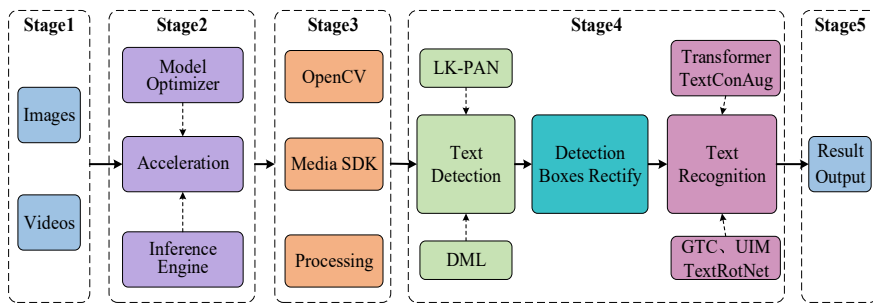 Stage1
Images
Videos
Stage2
Model
Optimizer
Acceleration
Inference
Engine
Stage3
OpenCV
Media SDK
Processing
Stage4
LK-PAN
Text
Detection
DML
Detection
Boxes Rectify
Transformer
TextConAug
Text
Recognition
GTC、UIM
TextRotNet
Stage5
Result
Output